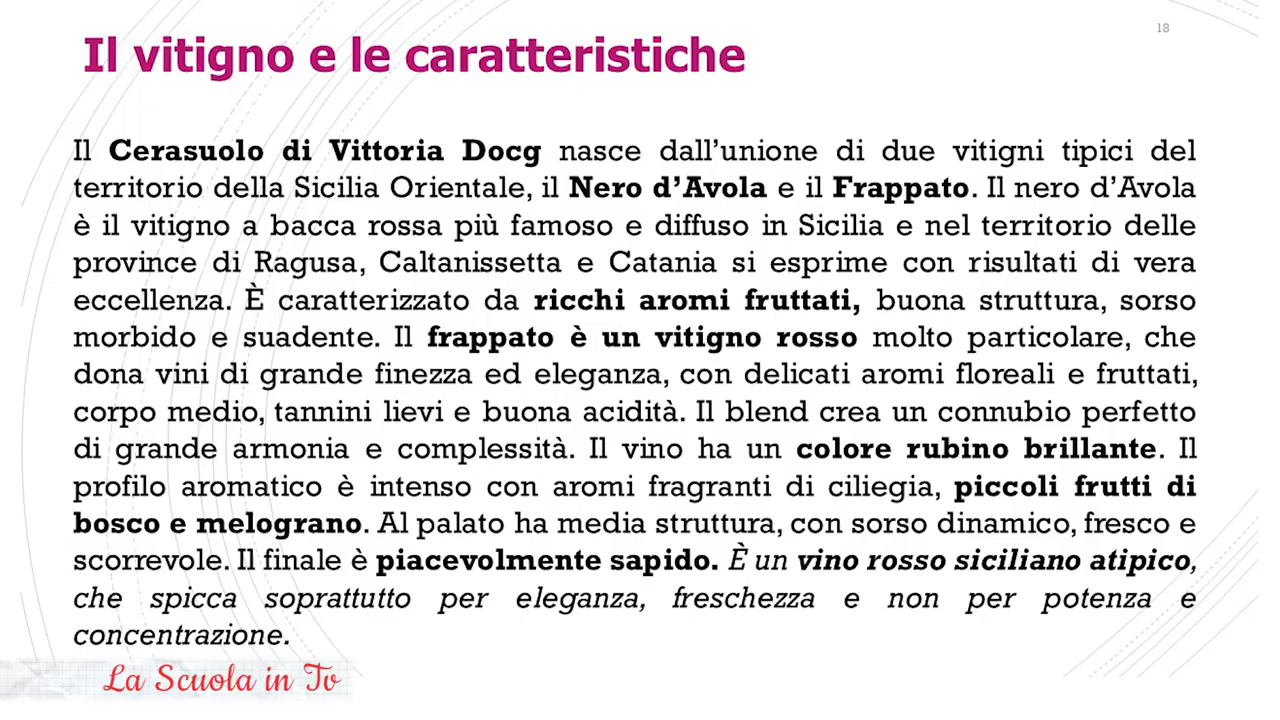 18
Il vitigno e le caratteristiche
Il Cerasuolo di Vittoria Docg nasce dall’unione di due vitigni tipici del
territorio della Sicilia Orientale, il Nero d’Avola e il Frappato. Il nero d’Avola
è il vitigno a bacca rossa più famoso e diffuso in Sicilia e nel territorio delle
province di Ragusa, Caltanissetta e Catania si esprime con risultati di vera
eccellenza. È caratterizzato da ricchi aromi fruttati, buona struttura, sorso
morbido e suadente. Il frappato è un vitigno rosso molto particolare, che
dona vini di grande finezza ed eleganza, con delicati aromi floreali e fruttati,
corpo medio, tannini lievi e buona acidità. Il blend crea un connubio perfetto
di grande armonia e complessità. Il vino ha un colore rubino brillante. Il
profilo aromatico è intenso con aromi fragranti di ciliegia, piccoli frutti di
bosco e melograno. Al palato ha media struttura, con sorso dinamico, fresco e
scorrevole. Il finale è piacevolmente sapido. È un vino rosso siciliano atipico,
che spicca soprattutto per eleganza, freschezza e non per potenza e
concentrazione.
La Scuola in Tv